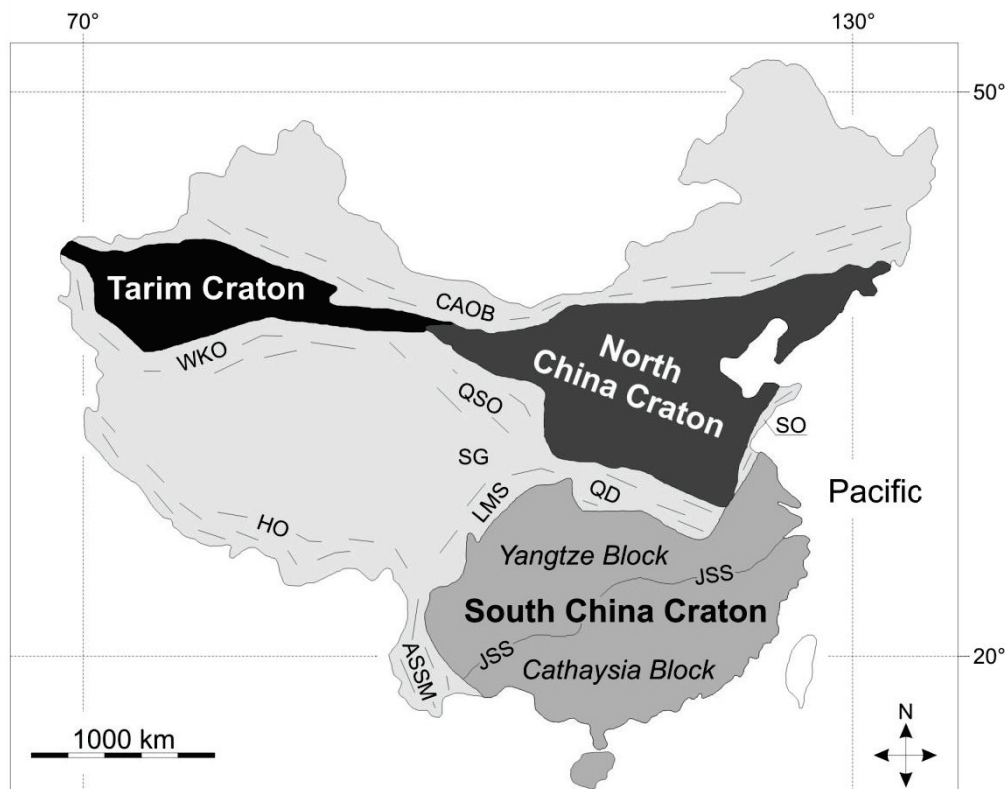 70°
130°
50°
Tarim Craton
CAOB
WKO
North
China Craton
QSO
SO
SG
LMS
QD
Pacific
HO
Yangtze Block
JSS
South China Craton
JSS
ASSM
Cathaysia Block
20°
1000 km
N